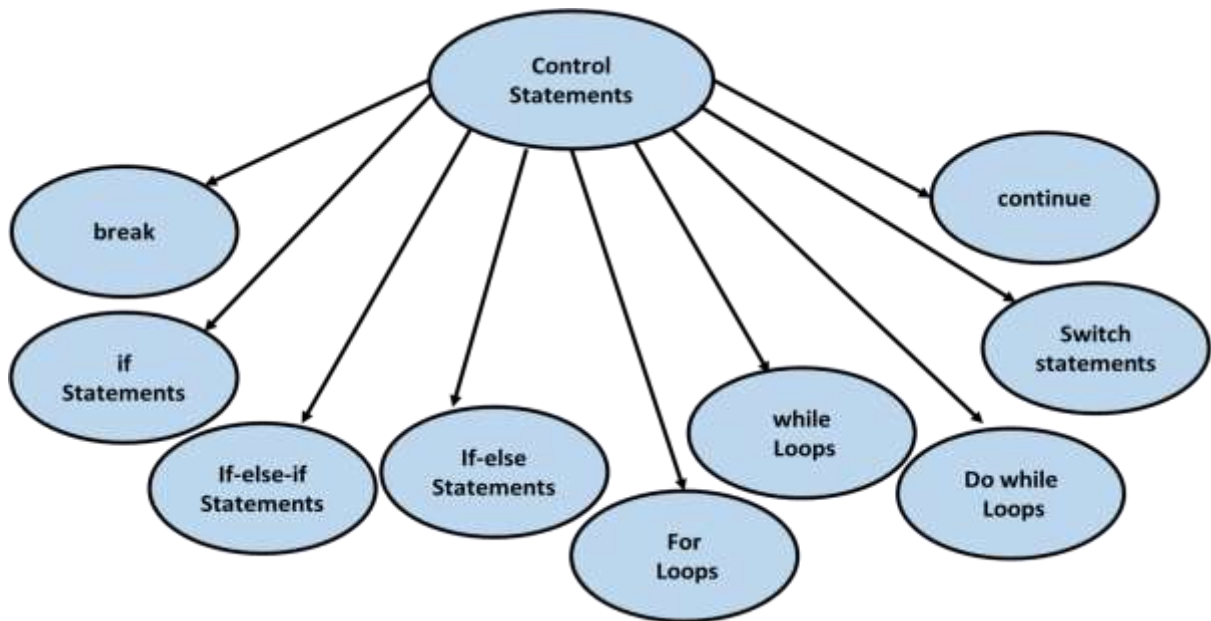 Control
Statements
break
continue
if
Statements
Switch
statements
If-else-if
Statements
If-else
Statements
while
Loops
Do while
Loops
For
Loops